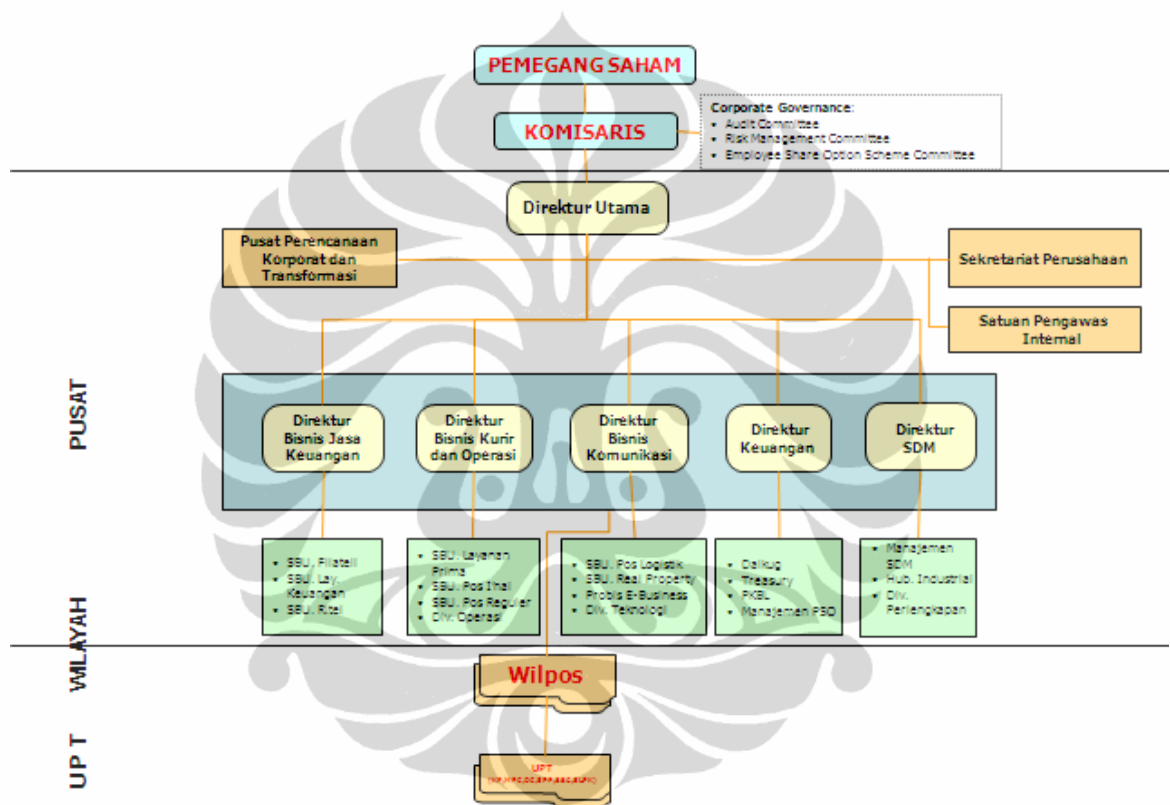 PEMEGANG SAHAM
KOMISARIS
Corporate Governance:
• Audit Committee
• Risk Management Committee
• Employee Share Option Scheme Committee
Direktur Utama
Pusat Perencanaan
Korporat dan
Transformasi
Sekretariat Perusahaan
Satuan Pengawas
Internal
PUSAT
Direktur
Bisnis Jasa
Keuangan
Direktur
Bisnis Kurir
dan Operasi
Direktur
Bisnis
Komunikasi
Direktur
Keuangan
Direktur
SDM
• SBU. Filateli
• SBU. Lay.
Keuangan
• SBU. Ritel
• SBU. Layanan
Prima
• SBU. Pos
• SBU. Pos Reguler
• Div. Operasi
• SBU. Pos Logistik
• SBU. Real Property
• Probis E-Business
• Div. Teknologi
• Dalkug
• Treasury
• PKBL
• Manajemen PSO
• Manajemen
SDM
• Hub. Industrial
• Div.
Perlengkapan
WILAYAH
Wilpos
UP T
UPT